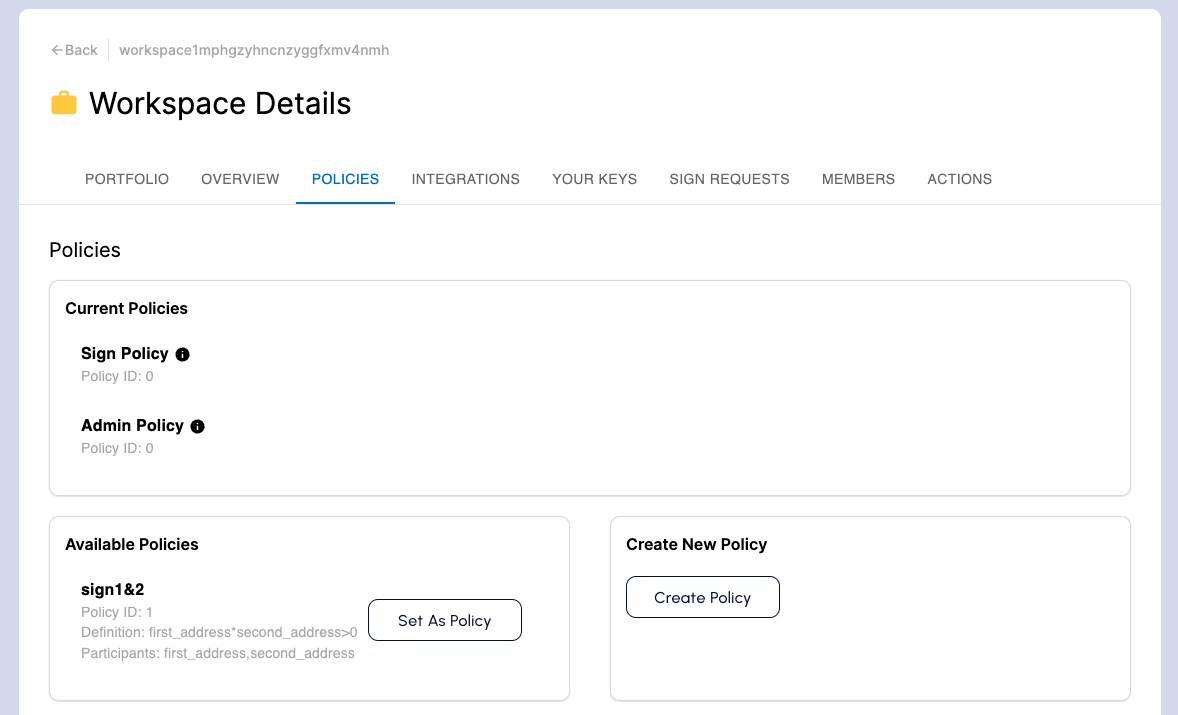 Back
workspace1mphgzyhncnzyggfxmv4nmh
Workspace Details
PORTFOLIO OVERVIEW POLICIES INTEGRATIONS YOUR KEYS SIGN REQUESTS MEMBERS ACTIONS
Policies
Current Policies
Sign Policy
Policy ID: 0
Admin Policy
Policy ID: 0
Available Policies
sign1&2
Policy ID: 1
Definition: first_address*second_address>0
Participants: first_address,second_address
Set As Policy
Create New Policy
Create Policy